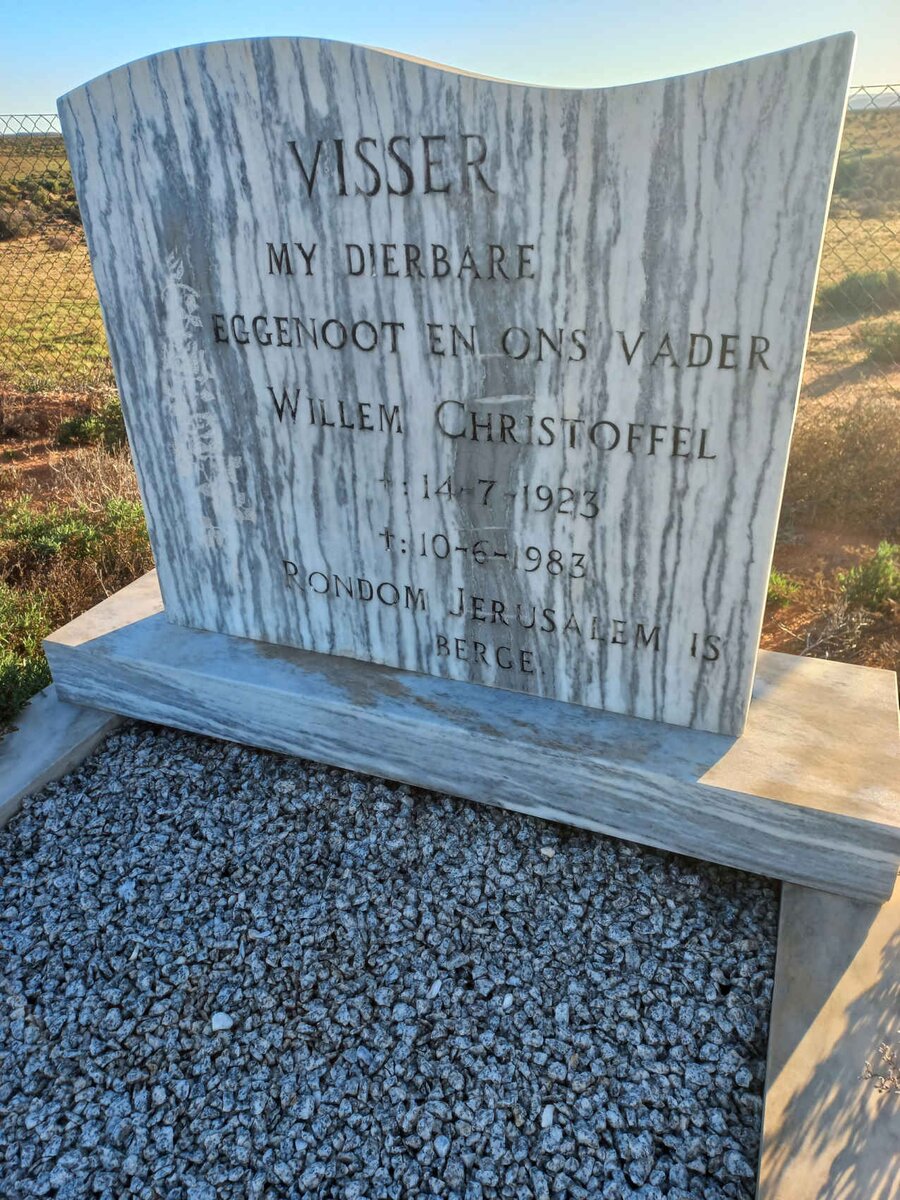 VISSER
MY DIERBARE
EGGENOOT EN ONS VADER
WILLEM CHRISTOFFEL
*: 14-7-1923
†: 10-6-1983
RONDOM JERUSALEM IS
BERGE.